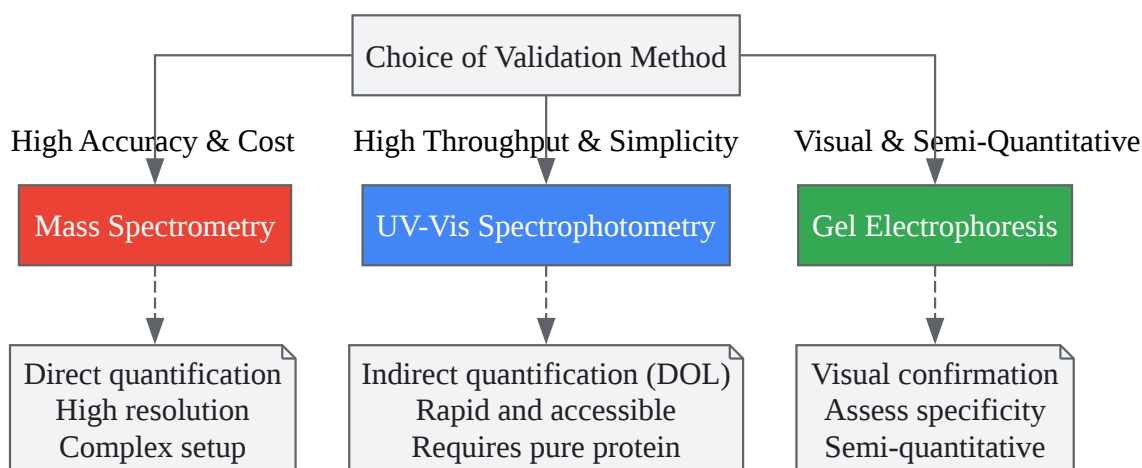 Choice of Validation Method
High Accuracy & Cost
High Throughput & Simplicity
Visual & Semi-Quantitative
Mass Spectrometry
UV-Vis Spectrophotometry
Gel Electrophoresis
Direct quantification
High resolution
Complex setup
Indirect quantification (DOL)
Rapid and accessible
Requires pure protein
Visual confirmation
Assess specificity
Semi-quantitative